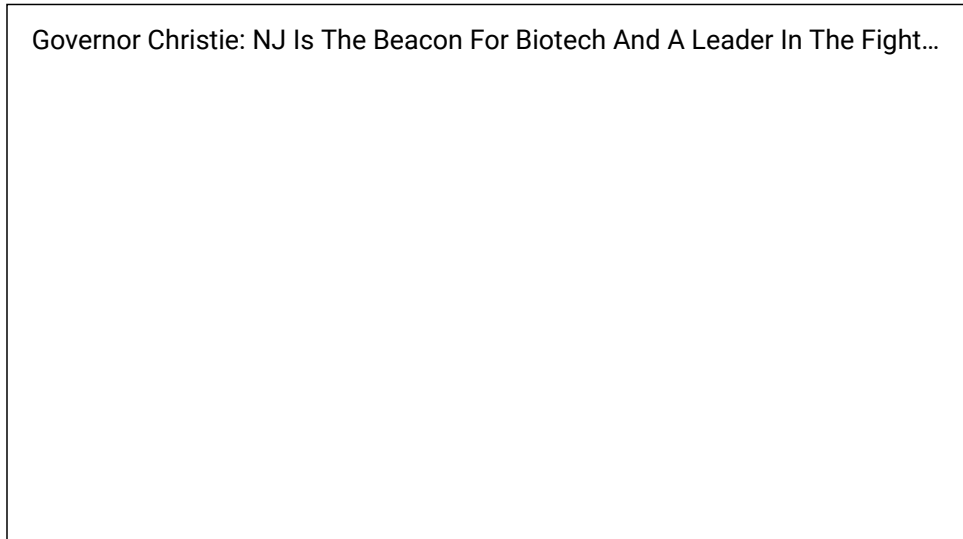 Governor Christie: NJ Is The Beacon For Biotech And A Leader In The Fight…